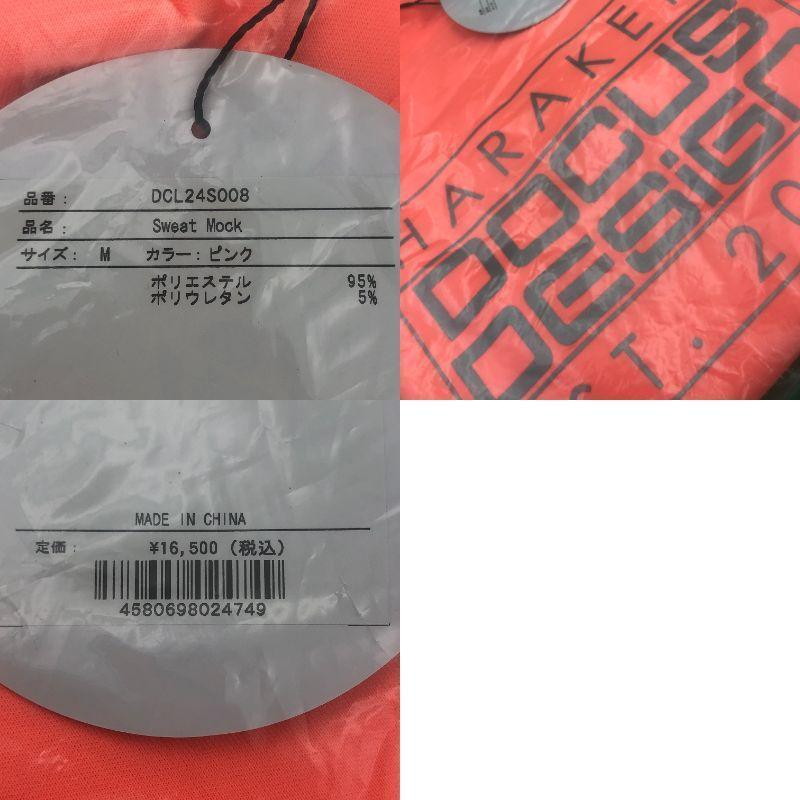 品番： DCL24S008
品名： Sweat Mock
サイズ： M カラー：ピンク
ポリエステル 95%
ポリウレタン 5%
HARAKE
DOCUS
DESIGN
ST. 20
MADE IN CHINA
定価： ¥16,500 (税込)
4580698024749